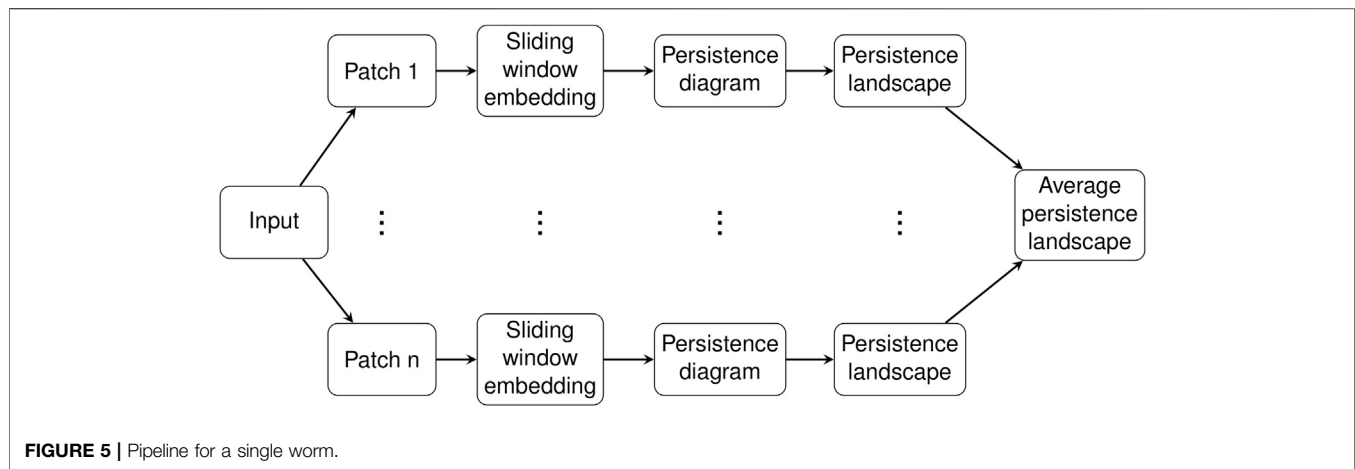 Patch 1
Sliding
window
embedding
Persistence
diagram
Persistence
landscape
Input
⋮ ⋮ ⋮ ⋮
Average
persistence
landscape
Patch n
Sliding
window
embedding
Persistence
diagram
Persistence
landscape
FIGURE 5 | Pipeline for a single worm.